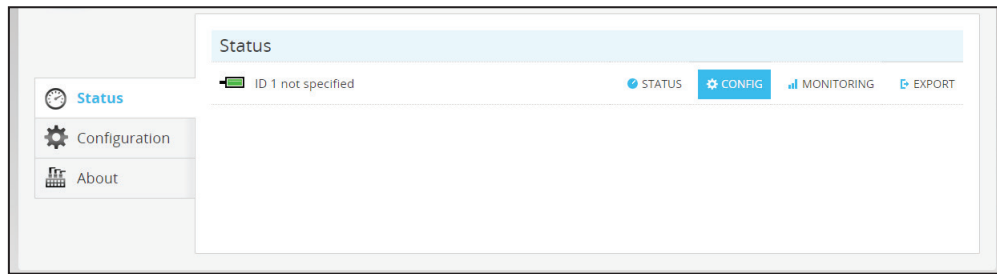 Status
ID 1 not specified STATUS CONFIG MONITORING EXPORT
Status
Configuration
About